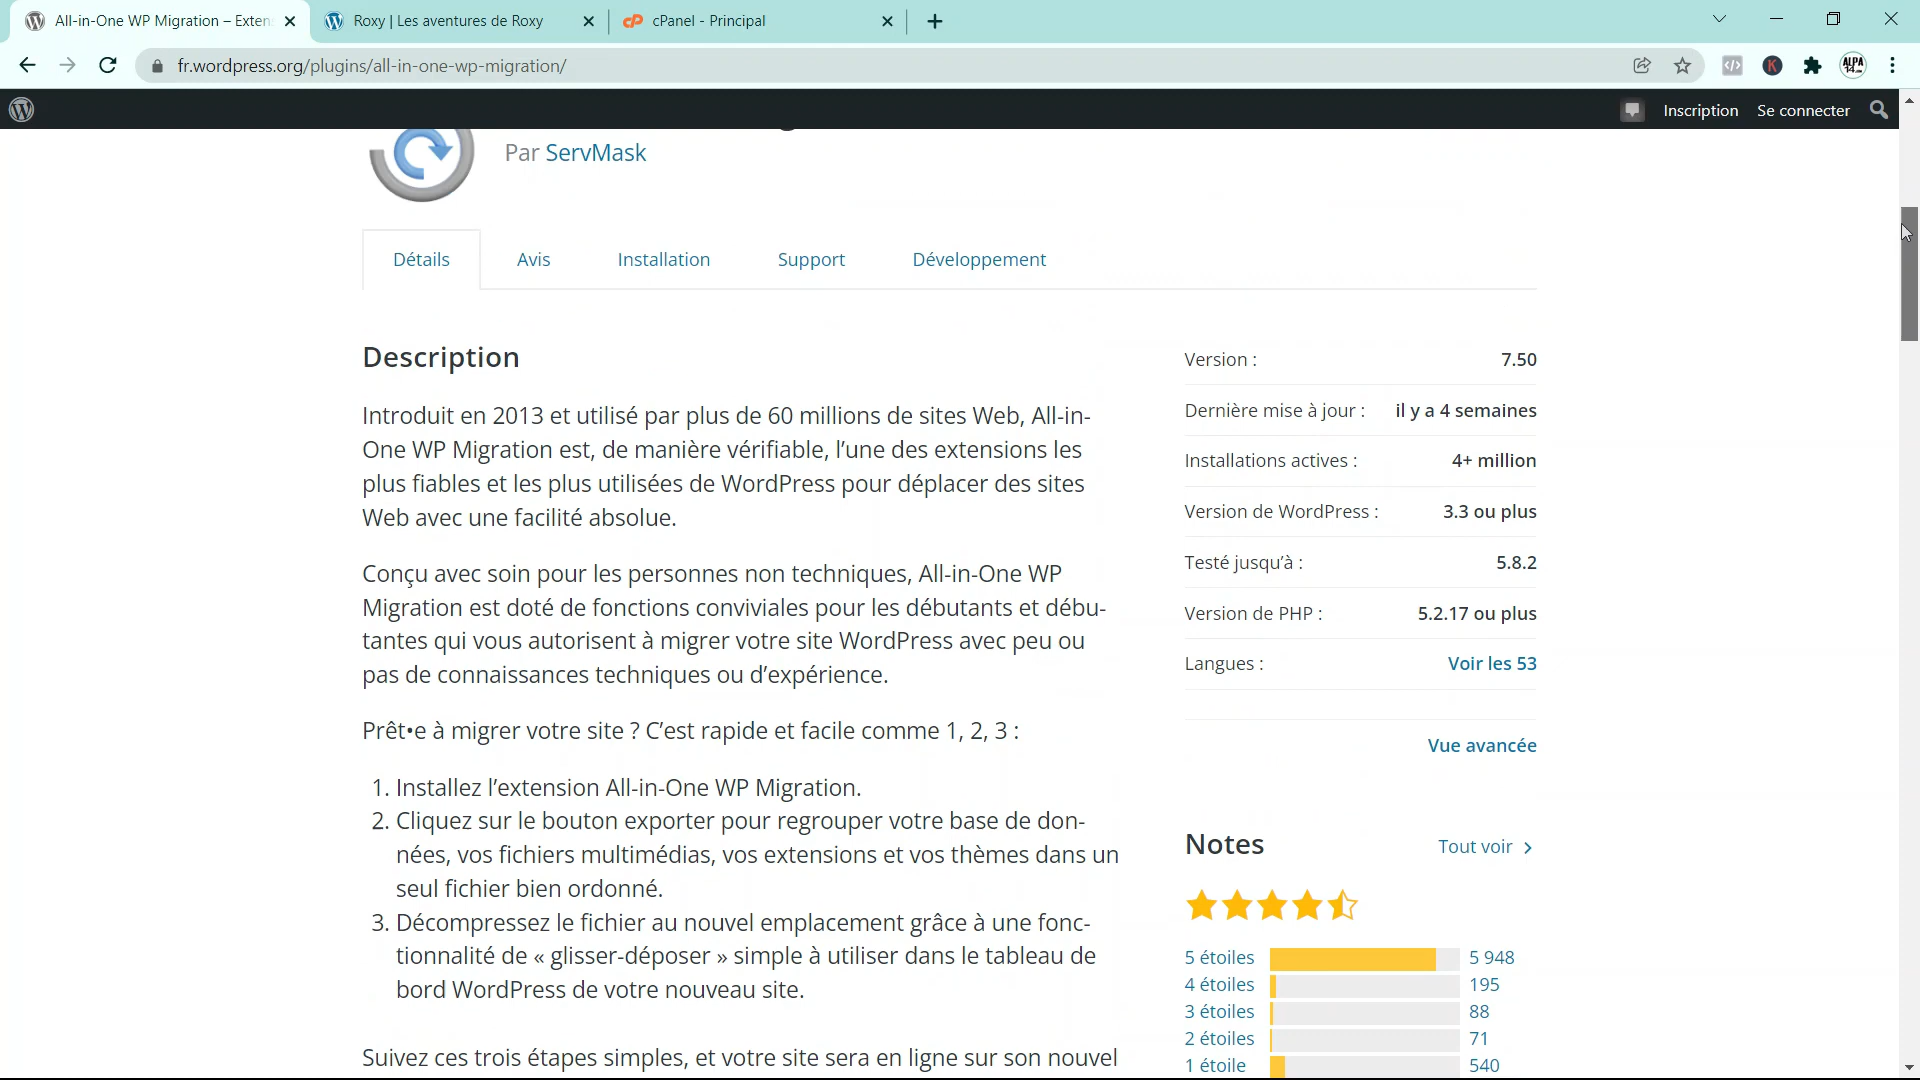 All-in-One WP Migration – Exten
Roxy | Les aventures de Roxy
cPanel - Principal
fr.wordpress.org/plugins/all-in-one-wp-migration/
K
ALPA
Inscription
Se connecter
Par ServMask
Détails
Avis
Installation
Support
Développement
Description
Introduit en 2013 et utilisé par plus de 60 millions de sites Web, All-in-
One WP Migration est, de manière vérifiable, l’une des extensions les
plus fiables et les plus utilisées de WordPress pour déplacer des sites
Web avec une facilité absolue.
Conçu avec soin pour les personnes non techniques, All-in-One WP
Migration est doté de fonctions conviviales pour les débutants et débu-
tantes qui vous autorisent à migrer votre site WordPress avec peu ou
pas de connaissances techniques ou d’expérience.
Prêt•e à migrer votre site ? C’est rapide et facile comme 1, 2, 3 :
1. Installez l’extension All-in-One WP Migration.
2. Cliquez sur le bouton exporter pour regrouper votre base de don-
nées, vos fichiers multimédias, vos extensions et vos thèmes dans un
seul fichier bien ordonné.
3. Décompressez le fichier au nouvel emplacement grâce à une fonc-
tionnalité de « glisser-déposer » simple à utiliser dans le tableau de
bord WordPress de votre nouveau site.
Suivez ces trois étapes simples, et votre site sera en ligne sur son nouvel
Version : 7.50
Dernière mise à jour : il y a 4 semaines
Installations actives : 4+ million
Version de WordPress : 3.3 ou plus
Testé jusqu’à : 5.8.2
Version de PHP : 5.2.17 ou plus
Langues : Voir les 53
Vue avancée
Notes
Tout voir
5 étoiles 5 948
4 étoiles 195
3 étoiles 88
2 étoiles 71
1 étoile 540